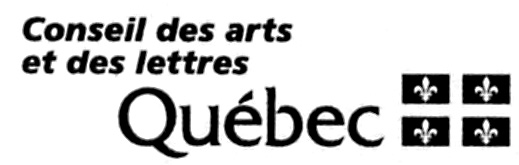 Conseil des arts
et des lettres
Québec